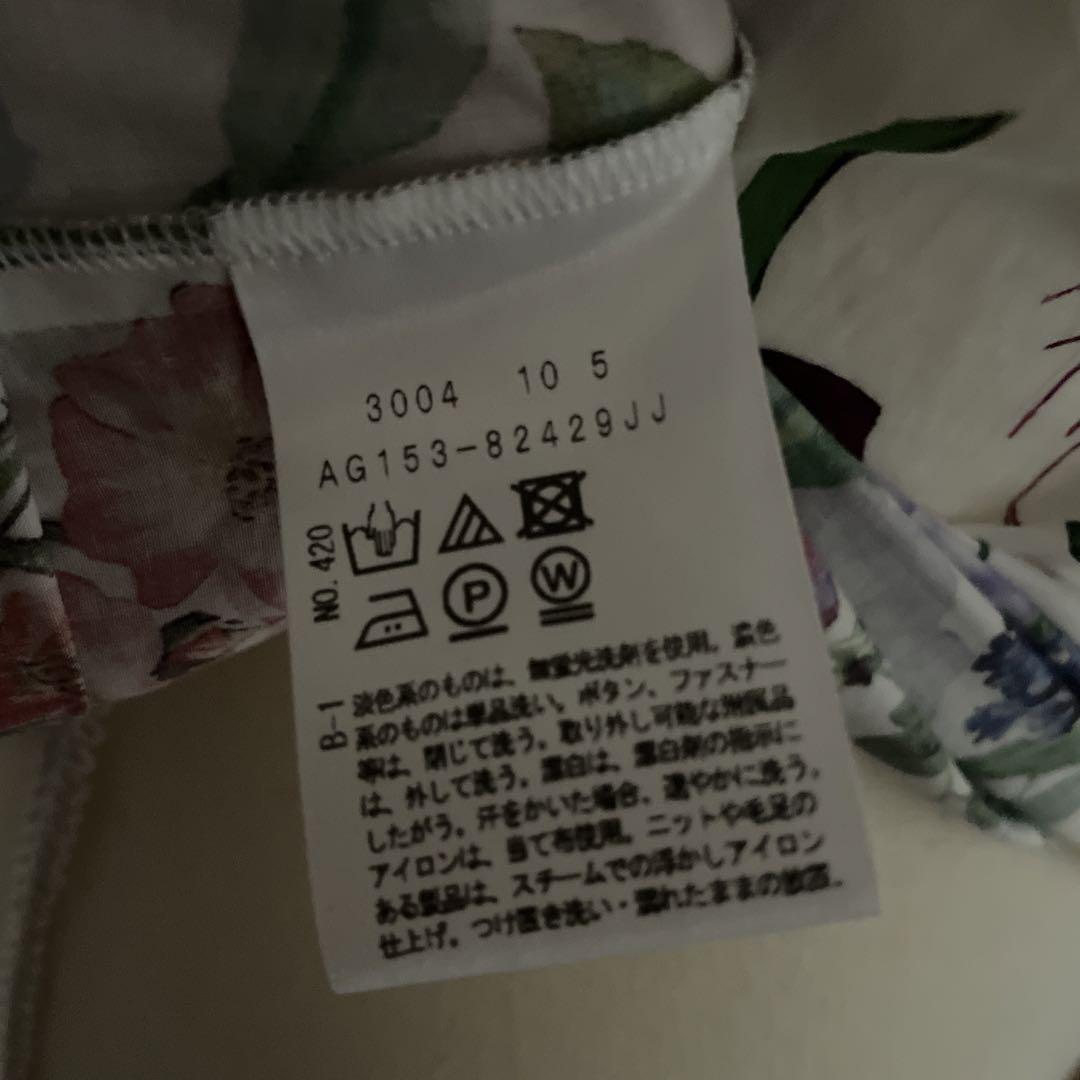 3004 10 5
AG153-82429JJ
NO. 420
P
W
B-1
淡色系のものは、無蛍光洗剤を使用。濃色
系のものは単品洗い。ボタン、ファスナー
等は、閉じて洗う。取り外し可能な附属品
は、外して洗う。漂白は、漂白剤の指示に
したがう。汗をかいた場合、速やかに洗う。
アイロンは、当て布使用。ニットや毛足の
ある製品は、スチームでの浮かしアイロン
仕上げ。つけ置き洗い・濡れたままの放置。